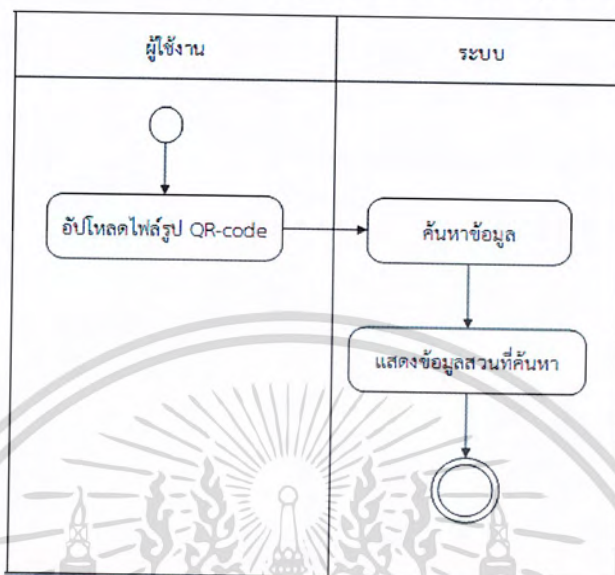 ผู้ใช้งาน
ระบบ
อัปโหลดไฟล์รูป QR-code
ค้นหาข้อมูล
แสดงข้อมูลสวนที่ค้นหา